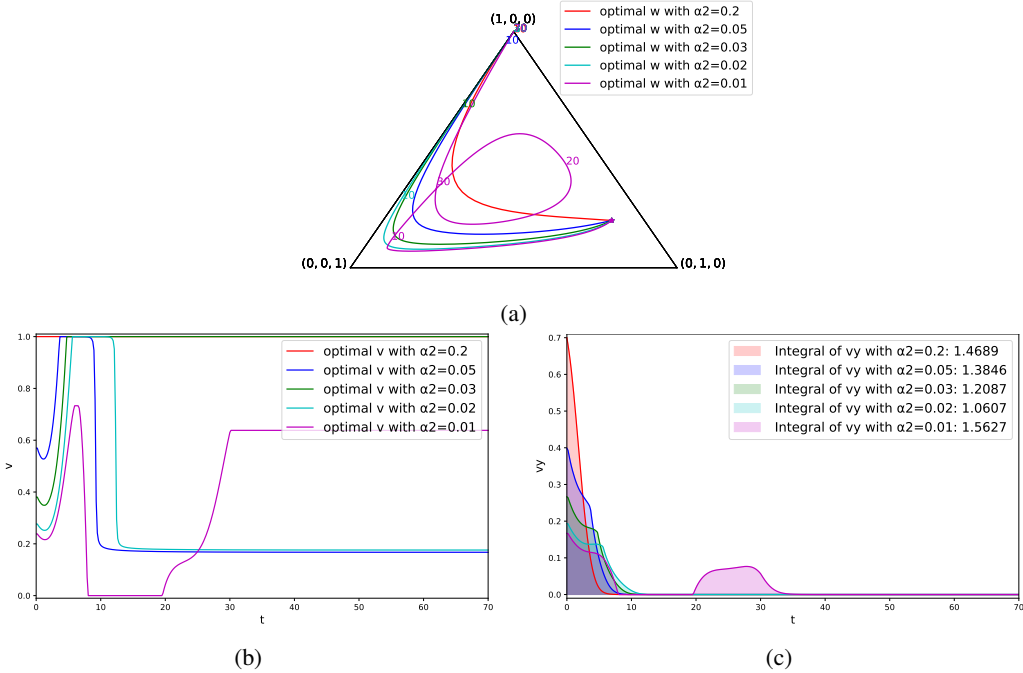 (1, 0, 0)
10
10
20
30
20
10
(0, 0, 1)
(0, 1, 0)
optimal w with α2=0.2
optimal w with α2=0.05
optimal w with α2=0.03
optimal w with α2=0.02
optimal w with α2=0.01
(a)
1.0
0.8
0.6
0.4
0.2
0.0
v
0 10 20 30 40 50 60 70
t
optimal v with α2=0.2
optimal v with α2=0.05
optimal v with α2=0.03
optimal v with α2=0.02
optimal v with α2=0.01
(b)
0.7
0.6
0.5
0.4
0.3
0.2
0.1
0.0
vy
0 10 20 30 40 50 60 70
t
Integral of vy with α2=0.2: 1.4689
Integral of vy with α2=0.05: 1.3846
Integral of vy with α2=0.03: 1.2087
Integral of vy with α2=0.02: 1.0607
Integral of vy with α2=0.01: 1.5627
(c)